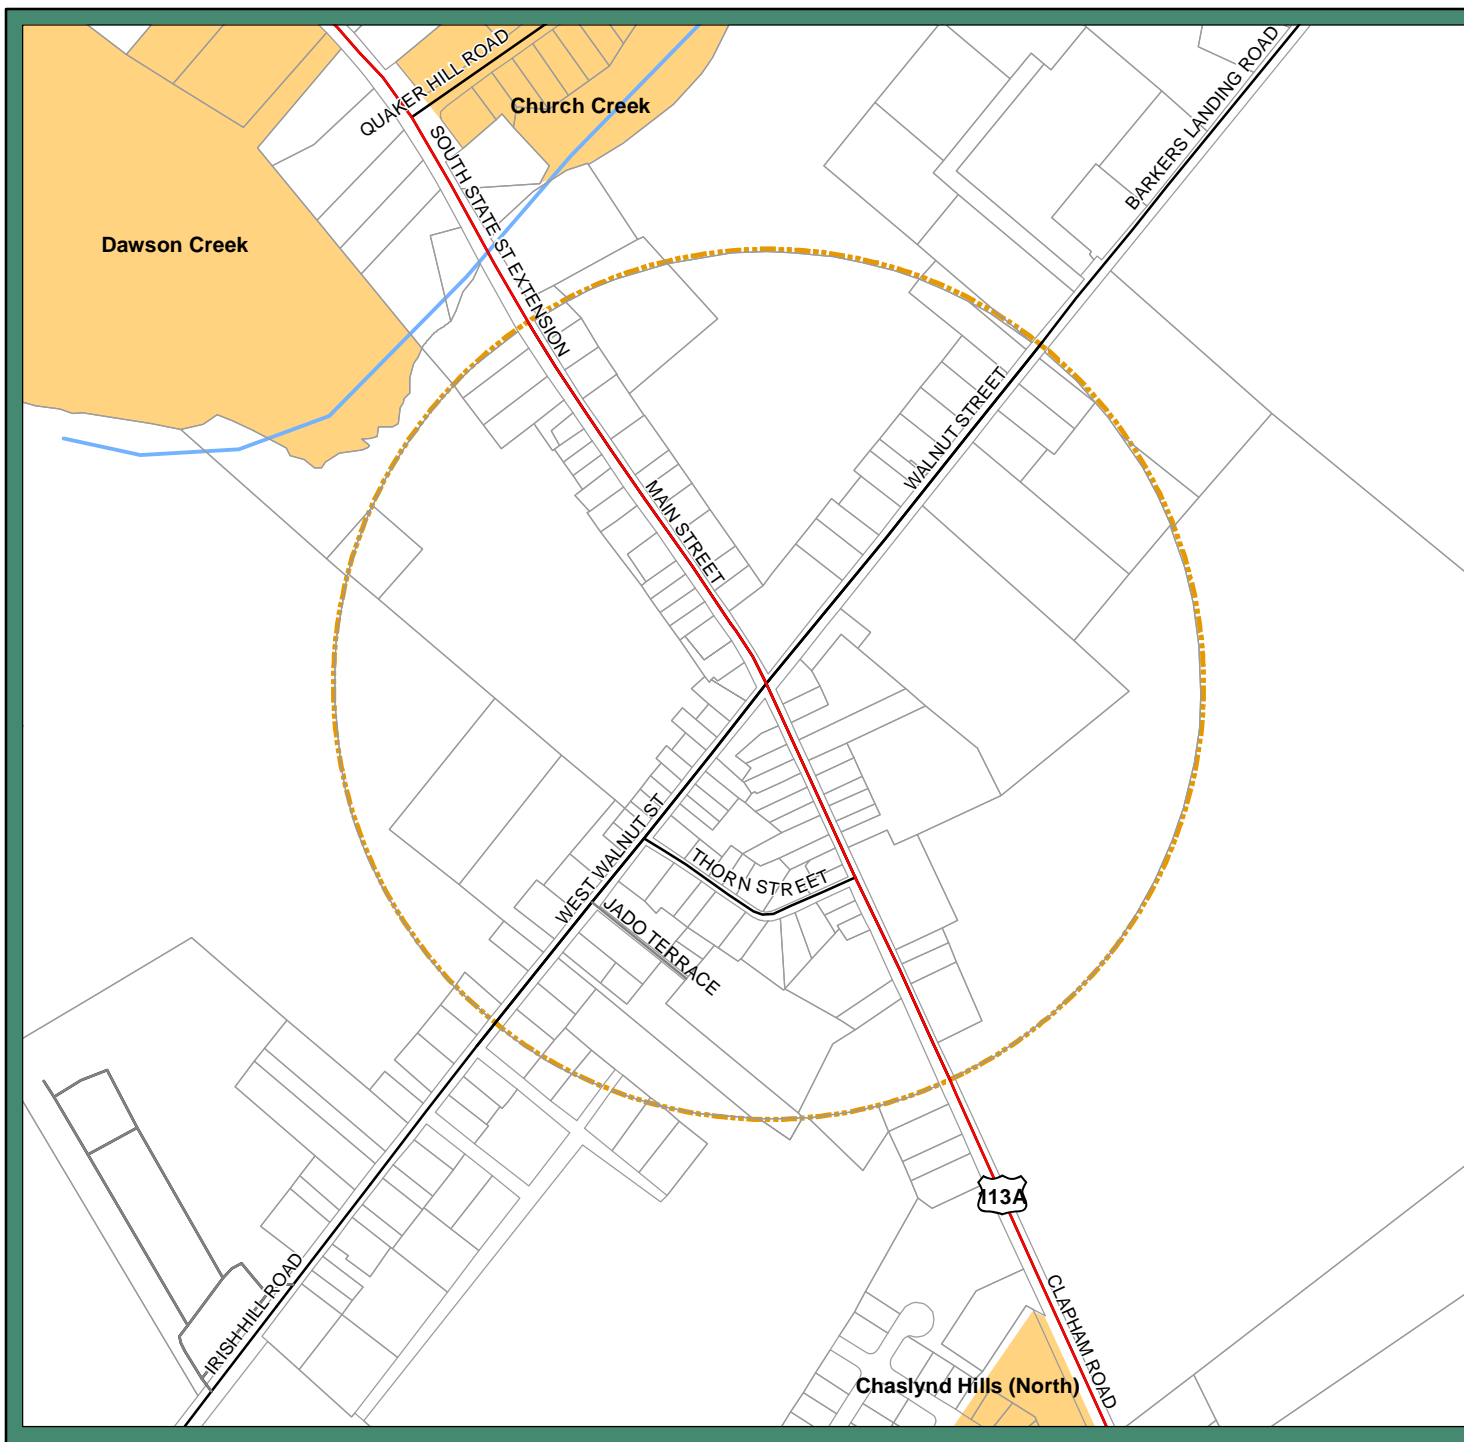 QUAKER HILL ROAD
Church Creek
BARKERS LANDING ROAD
SOUTH STATE ST EXTENSION
Dawson Creek
WALNUT STREET
MAIN STREET
WEST WALNUT ST
THORN STREET
JADO TERRACE
113A
IRISH HILL ROAD
CLAPHAM ROAD
Chaslynd Hills (North)